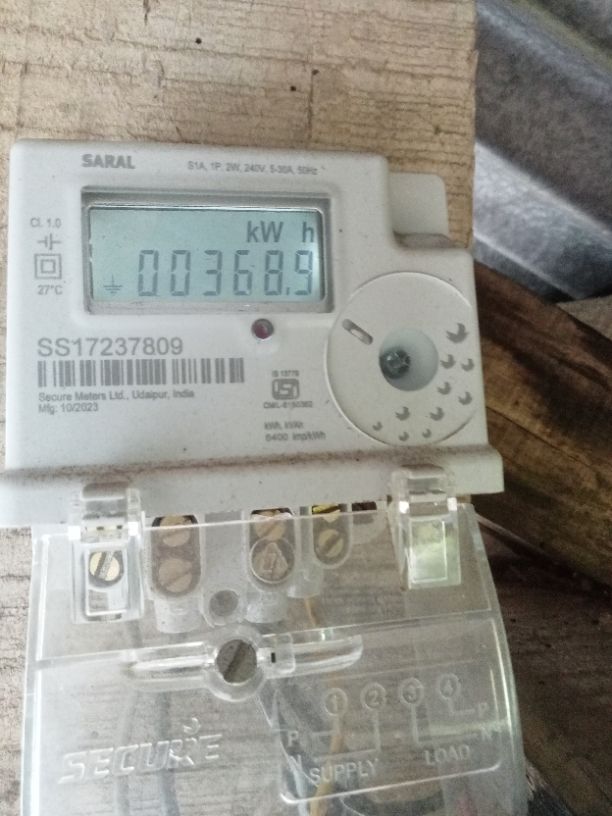 SARAL
S1A, 1P, 2W, 240V, 5-30A, 50Hz
Cl. 1.0
kW h
00368.9
27°C
SS17237809
Secure Meters Ltd., Udaipur, India
Mfg: 10/2023
IS 13779
kWh, kVAh
6400 imp/kWh
1 2 3 4
P
N
SUPPLY
LOAD
P
N
SECURE